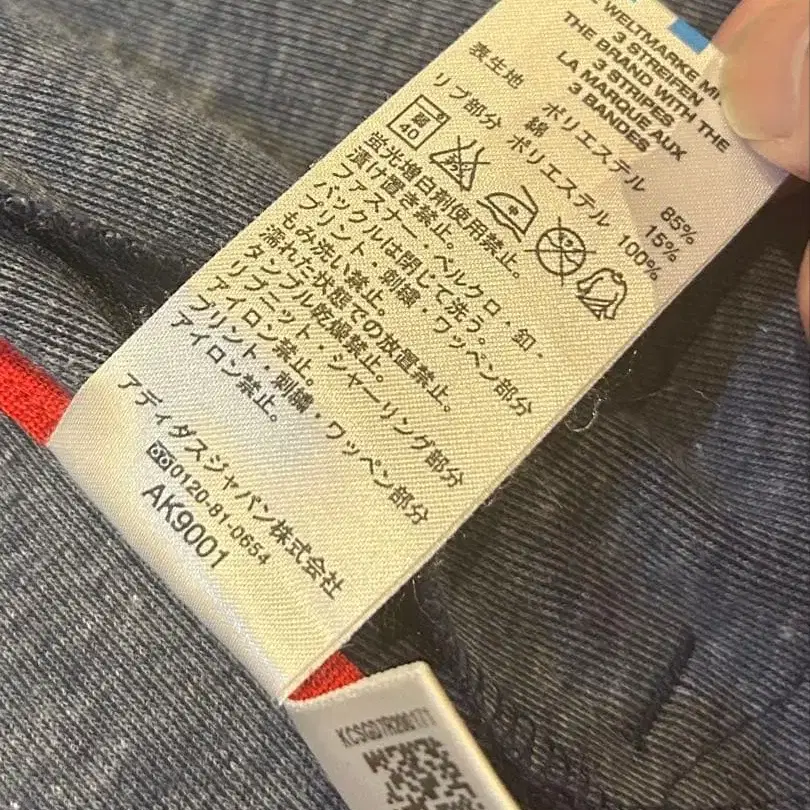 WELTMARKE MI
3 STREIFEN
THE BRAND WITH THE
3 STRIPES
LA MARQUE AUX
3 BANDES
表生地 ポリエステル 85%
綿 15%
リブ部分 ポリエステル 100%
弱
40
蛍光増白剤使用禁止。
漬け置き禁止。
ファスナー・ベルクロ・釦・
バックルは閉じて洗う。
プリント・刺繍・ワッペン部分
もみ洗い禁止。
濡れた状態での放置禁止。
タンブル乾燥禁止。
リブニット・シャーリング部分
アイロン禁止。
プリント・刺繍・ワッペン部分
アイロン禁止。
アディダスジャパン株式会社
0120-81-0654
AK9001